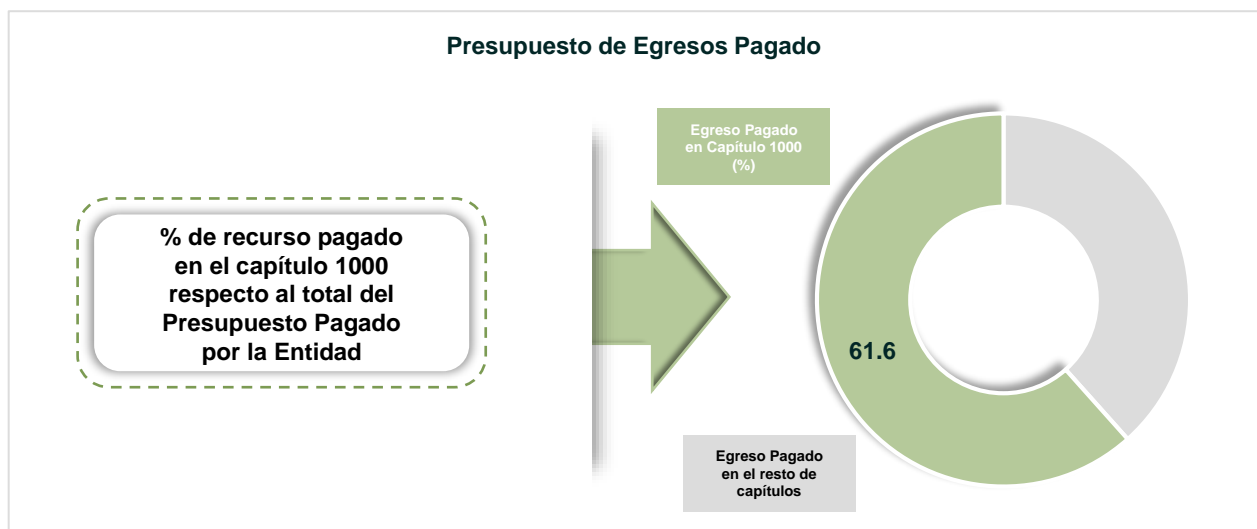 Presupuesto de Egresos Pagado
Egreso Pagado
en Capítulo 1000
(%)
% de recurso pagado
en el capítulo 1000
respecto al total del
Presupuesto Pagado
por la Entidad
61.6
Egreso Pagado
en el resto de
capítulos